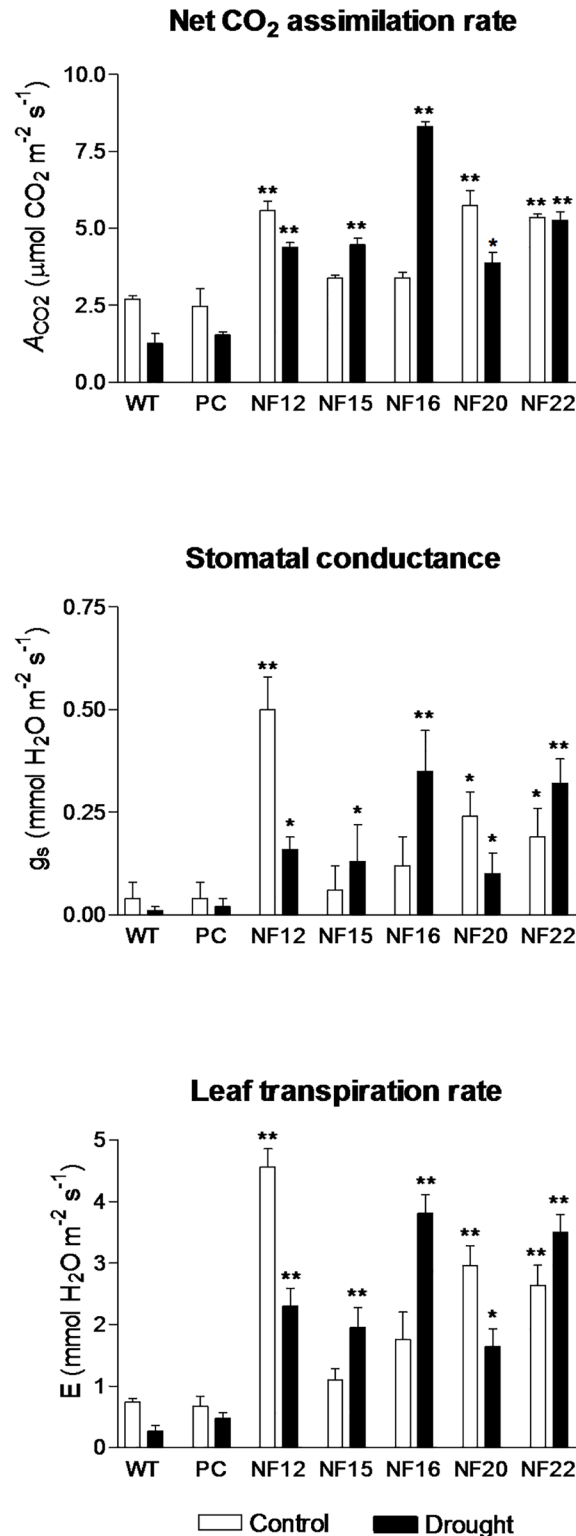 Net CO₂ assimilation rate
A_CO2 (µmol CO₂ m⁻² s⁻¹)
10.0
7.5
5.0
2.5
0.0
** ** ** ** ** * ** **
WT PC NF12 NF15 NF16 NF20 NF22
Stomatal conductance
gₛ (mmol H₂O m⁻² s⁻¹)
0.75
0.50
0.25
0.00
** * * ** * * * **
WT PC NF12 NF15 NF16 NF20 NF22
Leaf transpiration rate
E (mmol H₂O m⁻² s⁻¹)
5
4
3
2
1
0
** ** ** ** ** * ** **
WT PC NF12 NF15 NF16 NF20 NF22
Control Drought